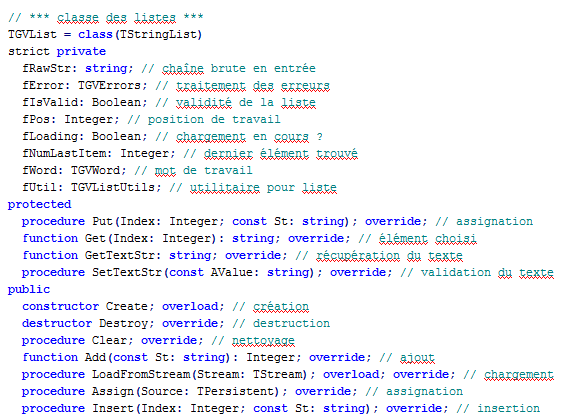 // *** classe des listes ***
TGVList = class(TStringList)
strict private
fRawStr: string; // chaîne brute en entrée
fError: TGVErrors; // traitement des erreurs
fIsValid: Boolean; // validité de la liste
fPos: Integer; // position de travail
fLoading: Boolean; // chargement en cours ?
fNumLastItem: Integer; // dernier élément trouvé
fWord: TGVWord; // mot de travail
fUtil: TGVListUtils; // utilitaire pour liste
protected
procedure Put(Index: Integer; const St: string); override; // assignation
function Get(Index: Integer): string; override; // élément choisi
function GetTextStr: string; override; // récupération du texte
procedure SetTextStr(const AValue: string); override; // validation du texte
public
constructor Create; overload; // création
destructor Destroy; override; // destruction
procedure Clear; override; // nettoyage
function Add(const St: string): Integer; override; // ajout
procedure LoadFromStream(Stream: TStream); overload; override; // chargement
procedure Assign(Source: TPersistent); override; // assignation
procedure Insert(Index: Integer; const St: string); override; // insertion